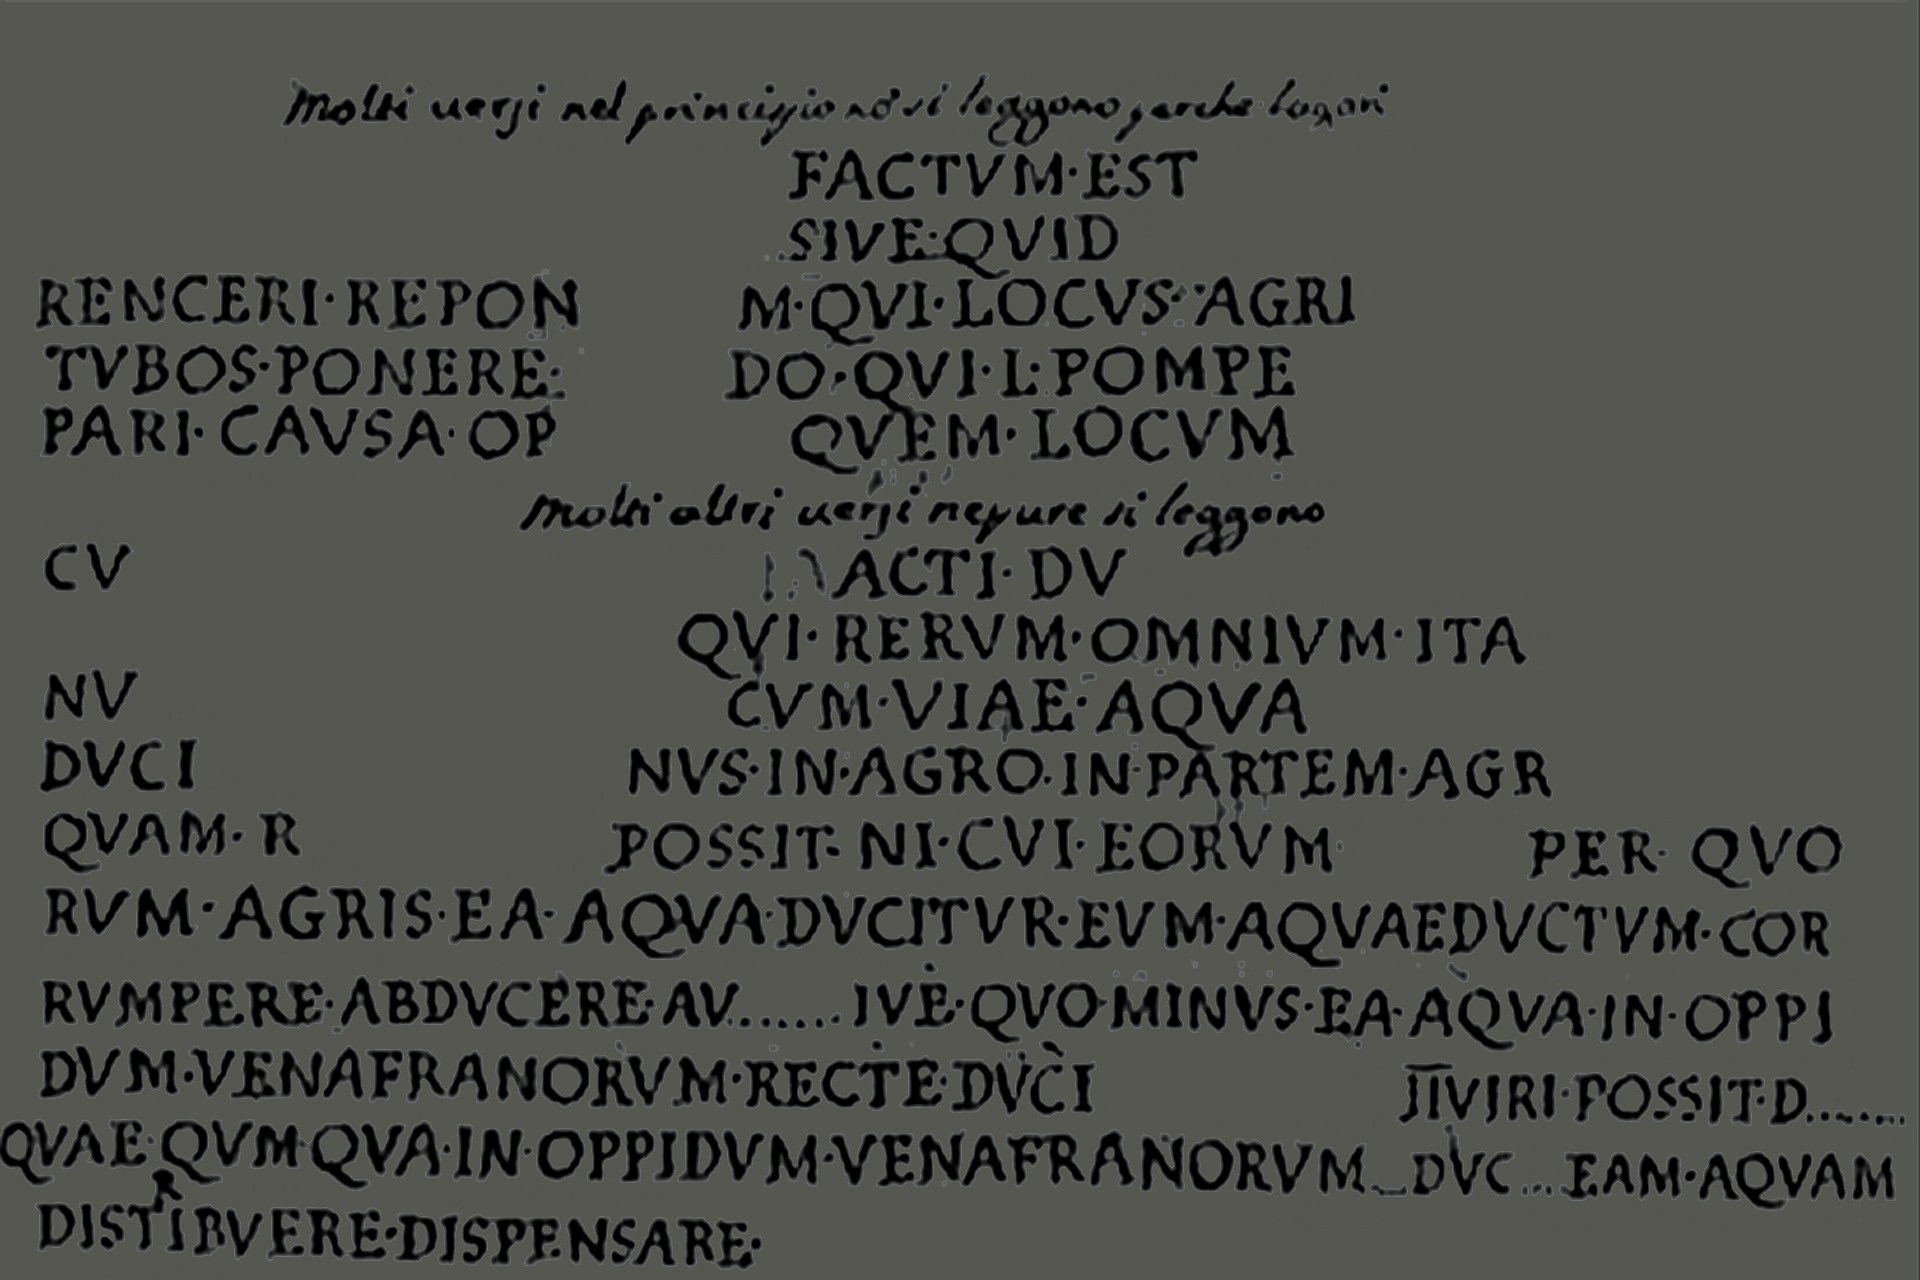 Molti uersi nel principio nō si leggono perche logori
FACTVM·EST
SIVE·QVID
RENCERI·REPON M·QVI·LOCVS·AGRI
TVBOS·PONERE· DO·QVI·L·POMPE
PARI·CAVSA·OP QVEM·LOCVM
Molti altri uersi nepure si leggono
CV ACTI·DV
QVI·RERVM·OMNIVM·ITA
NV CVM·VIAE·AQVA
DVCI NVS·IN·AGRO·IN·PARTEM·AGR
QVAM·R POSSIT·NI·CVI·EORVM PER·QVO
RVM·AGRIS·EA·AQVA·DVCITVR·EVM·AQVAEDVCTVM·COR
RVMPERE·ABDVCERE·AV.......IVE·QVO·MINVS·EA·AQVA·IN·OPPI
DVM·VENAFRANORVM·RECTE·DVCI IIVIRI·POSSIT·D.......
QVAE·QVM·QVA·IN·OPPIDVM·VENAFRANORVM...DVC...EAM·AQVAM
DISTRIBVERE·DISPENSARE·